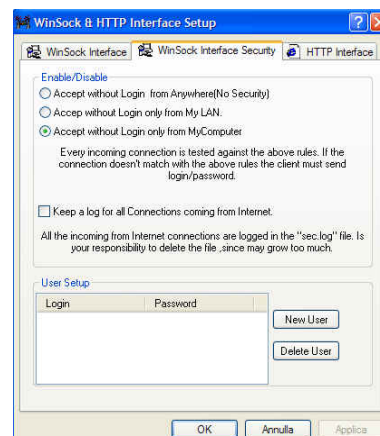 WinSock & HTTP Interface Setup
WinSock Interface
WinSock Interface Security
HTTP Interface
Enable/Disable
Accept without Login from Anywhere(No Security)
Accep without Login only from My LAN.
Accept without Login only from MyComputer
Every incoming connection is tested against the above rules. If the
connection doesn't match with the above rules the client must send
login/password.
Keep a log for all Connections coming from Internet.
All the incoming from Internet connections are logged in the "sec.log" file. Is
your responsibility to delete the file ,since may grow too much.
User Setup
Login Password
New User
Delete User
OK Annulla Applica